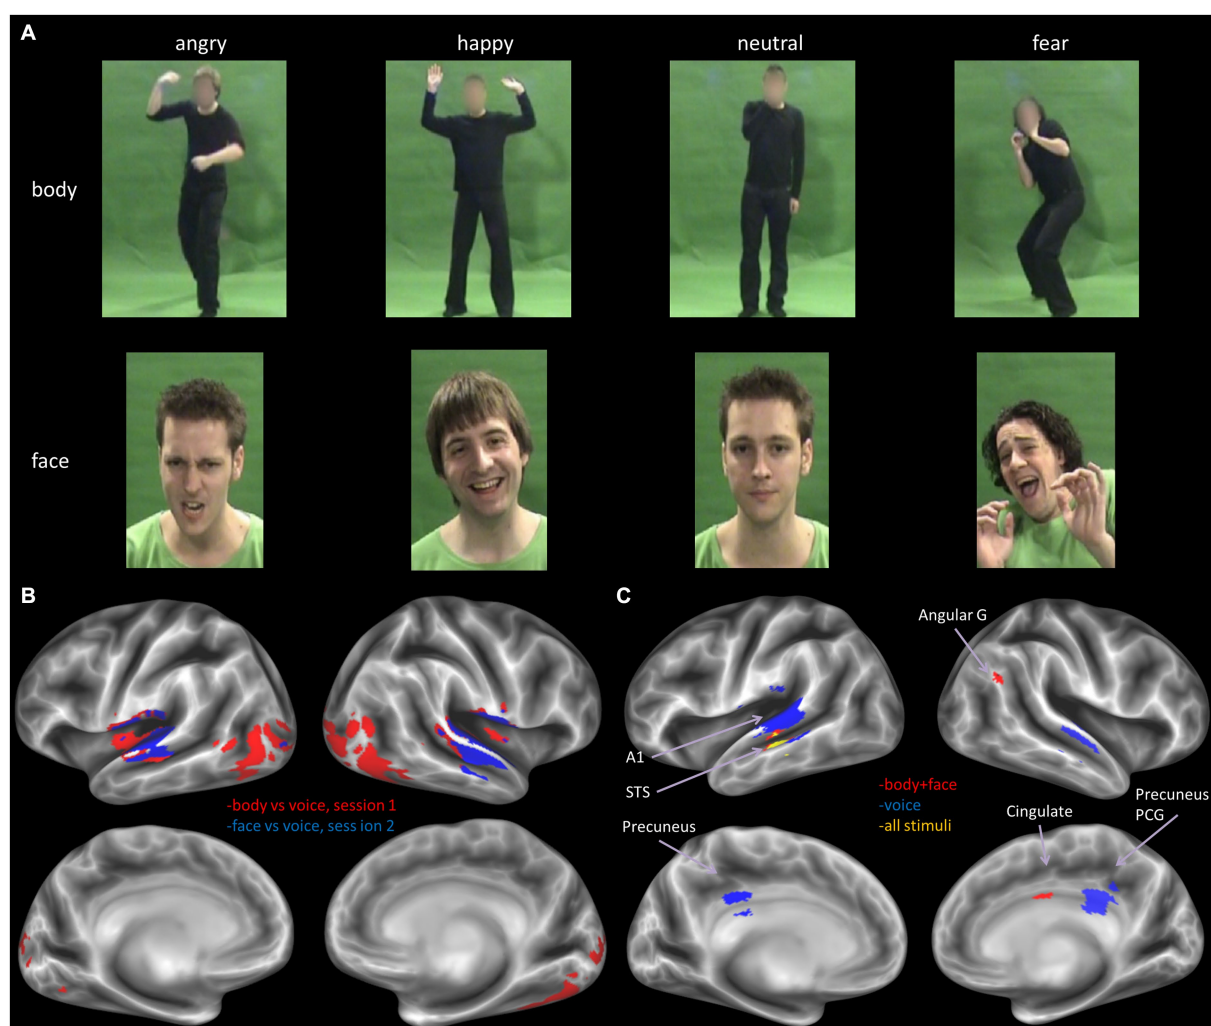 A
angry happy neutral fear
body
face
B
C
Angular G
A1
STS
-body+face
-voice
-all stimuli
-body vs voice, session 1
-face vs voice, sess ion 2
Precuneus
Cingulate
Precuneus
PCG